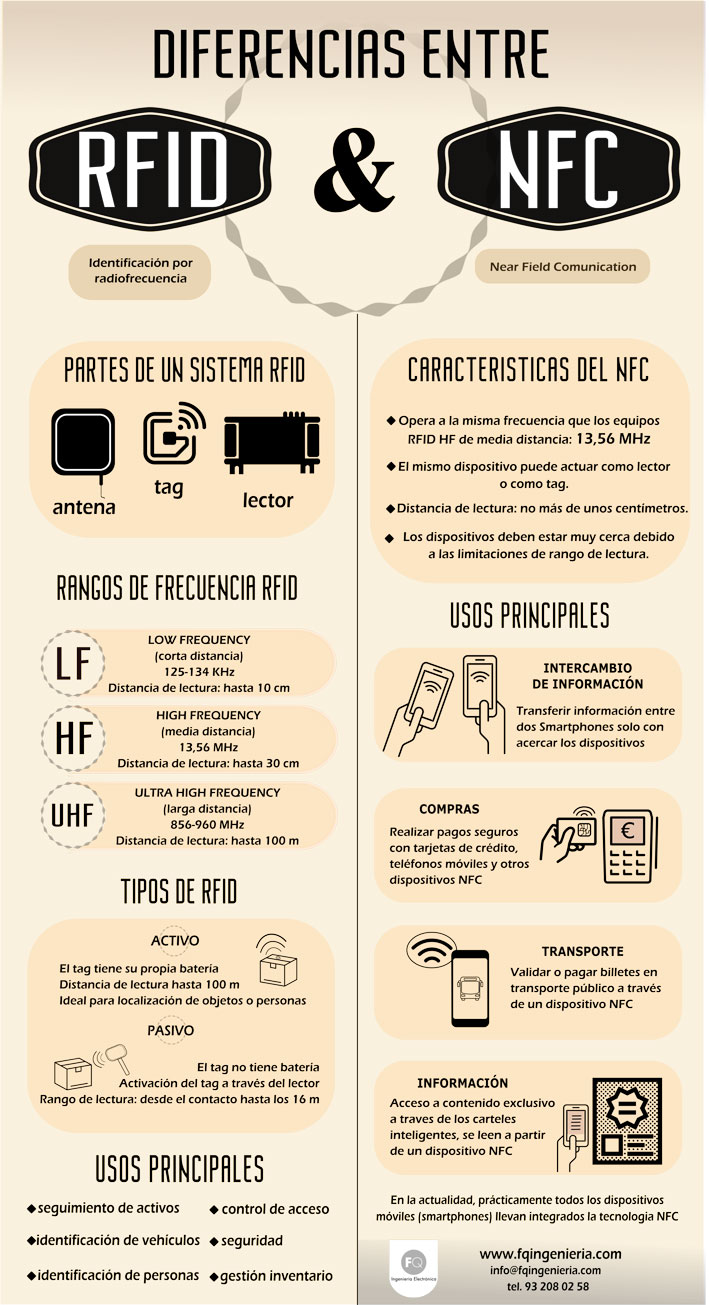 DIFERENCIAS ENTRE
RFID & NFC
Identificación por
radiofrecuencia
Near Field Comunication
PARTES DE UN SISTEMA RFID
antena
tag
lector
RANGOS DE FRECUENCIA RFID
LF
LOW FREQUENCY
(corta distancia)
125-134 KHz
Distancia de lectura: hasta 10 cm
HF
HIGH FREQUENCY
(media distancia)
13,56 MHz
Distancia de lectura: hasta 30 cm
UHF
ULTRA HIGH FREQUENCY
(larga distancia)
856-960 MHz
Distancia de lectura: hasta 100 m
TIPOS DE RFID
ACTIVO
El tag tiene su propia batería
Distancia de lectura hasta 100 m
Ideal para localización de objetos o personas
PASIVO
El tag no tiene batería
Activación del tag a través del lector
Rango de lectura: desde el contacto hasta los 16 m
USOS PRINCIPALES
◆seguimiento de activos
◆ control de acceso
◆identificación de vehículos
◆ seguridad
◆identificación de personas
◆gestión inventario
CARACTERISTICAS DEL NFC
◆ Opera a la misma frecuencia que los equipos
RFID HF de media distancia: 13,56 MHz
◆El mismo dispositivo puede actuar como lector
o como tag.
◆Distancia de lectura: no más de unos centímetros.
◆ Los dispositivos deben estar muy cerca debido
a las limitaciones de rango de lectura.
USOS PRINCIPALES
INTERCAMBIO
DE INFORMACIÓN
Transferir información entre
dos Smartphones solo con
acercar los dispositivos
COMPRAS
Realizar pagos seguros
con tarjetas de crédito,
teléfonos móviles y otros
dispositivos NFC
€
TRANSPORTE
Validar o pagar billetes en
transporte público a través
de un dispositivo NFC
INFORMACIÓN
Acceso a contenido exclusivo
a traves de los carteles
inteligentes, se leen a partir
de un dispositivo NFC
En la actualidad, prácticamente todos los dispositivos
móviles (smartphones) llevan integrados la tecnologia NFC
FQ
Ingeniería Electrónica
www.fqingenieria.com
info@fqingenieria.com
tel. 93 208 02 58